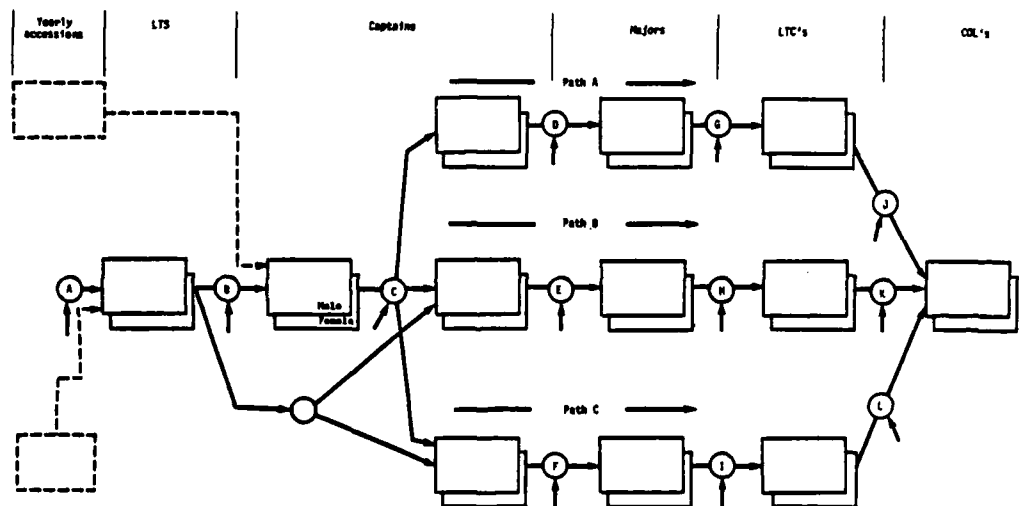 Yearly
accessions
LTS
Captains
Majors
LTC's
COL's
Path A
D
G
J
Path B
A
B
Male
Female
C
E
H
K
Path C
L
F
I